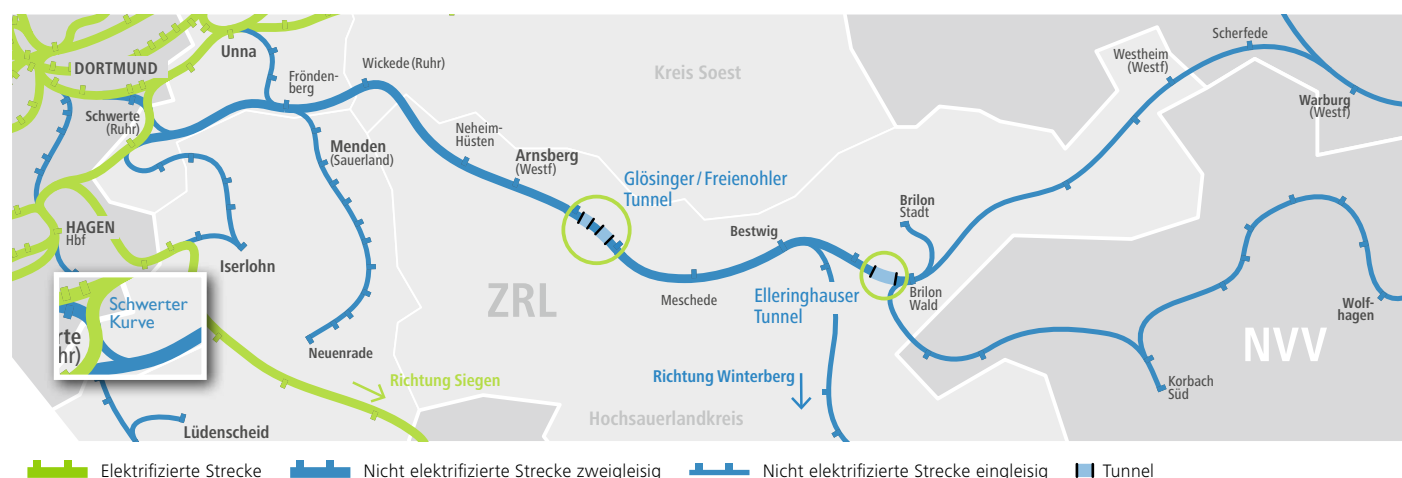 DORTMUND
Unna
Schwerte
(Ruhr)
Frönden-
berg
Wickede (Ruhr)
Menden
(Sauerland)
Neheim-
Hüsten
Arnsberg
(Westf)
Kreis Soest
Glösinger / Freienohler
Tunnel
Westheim
(Westf)
Scherfede
Warburg
(Westf)
HAGEN
Hbf
Iserlohn
Schwerter
Kurve
rte
hr)
Neuenrade
Richtung Siegen
Lüdenscheid
ZRL
Meschede
Bestwig
Elleringhauser
Tunnel
Brilon
Stadt
Brilon
Wald
Richtung Winterberg
Hochsauerlandkreis
Korbach
Süd
NVV
Wolf-
hagen
Elektrifizierte Strecke
Nicht elektrifizierte Strecke zweigleisig
Nicht elektrifizierte Strecke eingleisig
Tunnel